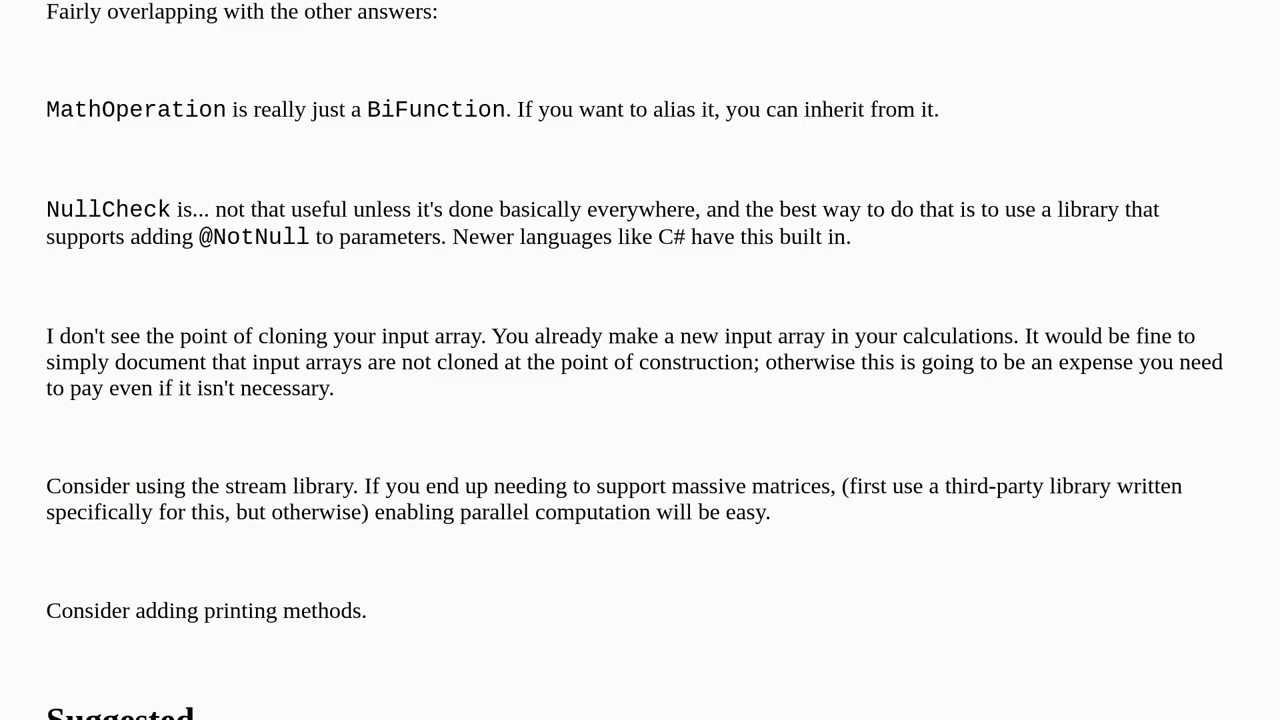 Fairly overlapping with the other answers:
MathOperation is really just a BiFunction. If you want to alias it, you can inherit from it.
NullCheck is... not that useful unless it's done basically everywhere, and the best way to do that is to use a library that
supports adding @NotNull to parameters. Newer languages like C# have this built in.
I don't see the point of cloning your input array. You already make a new input array in your calculations. It would be fine to
simply document that input arrays are not cloned at the point of construction; otherwise this is going to be an expense you need
to pay even if it isn't necessary.
Consider using the stream library. If you end up needing to support massive matrices, (first use a third-party library written
specifically for this, but otherwise) enabling parallel computation will be easy.
Consider adding printing methods.
Suggested